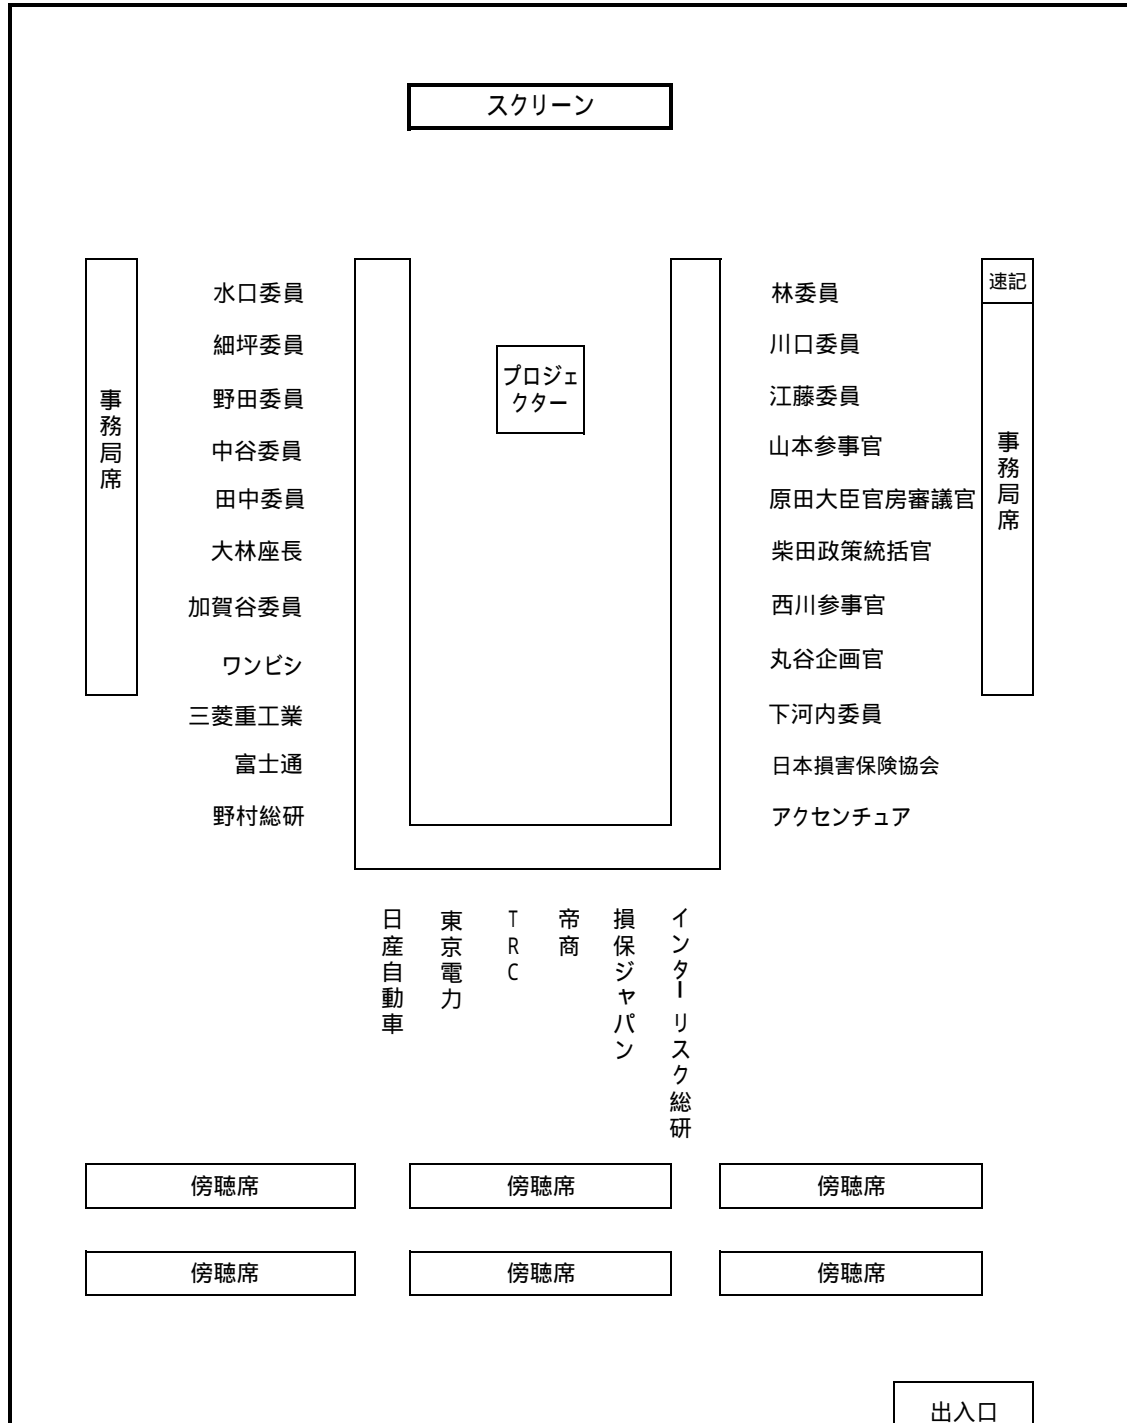 スクリーン
水口委員
細坪委員
野田委員
中谷委員
田中委員
大林座長
加賀谷委員
ワンビシ
三菱重工業
富士通
野村総研
事務局席
プロジェ
クター
林委員
川口委員
江藤委員
山本参事官
原田大臣官房審議官
柴田政策統括官
西川参事官
丸谷企画官
下河内委員
日本損害保険協会
アクセンチュア
速記
事務局席
日産自動車
東京電力
TRC
帝商
損保ジャパン
インターリスク総研
傍聴席
傍聴席
傍聴席
傍聴席
傍聴席
傍聴席
出入口